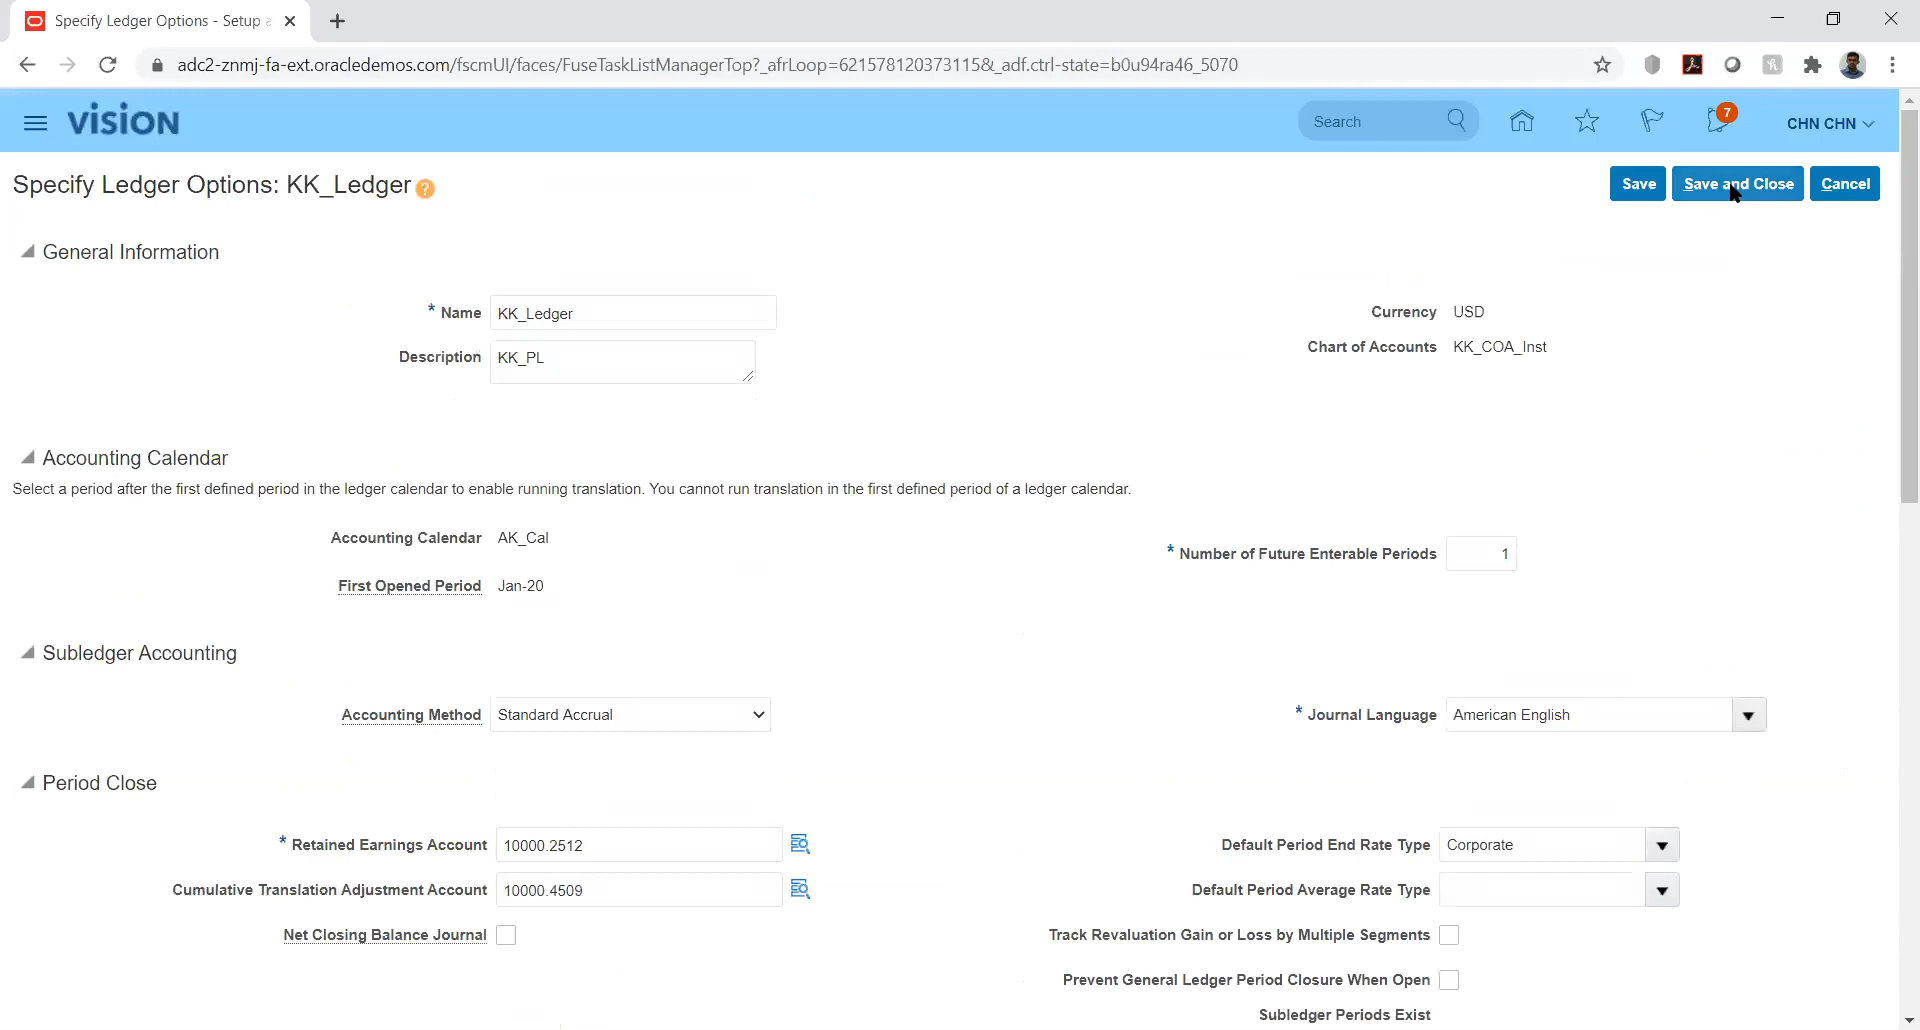 Specify Ledger Options - Setup a
adc2-znmj-fa-ext.oracledemos.com/fscmUI/faces/FuseTaskListManagerTop?_afrLoop=621578120373115&_adf.ctrl-state=b0u94ra46_5070
VISION
Search
7
CHN CHN
Specify Ledger Options: KK_Ledger
?
Save
Save and Close
Cancel
General Information
* Name KK_Ledger
Currency USD
Description KK_PL
Chart of Accounts KK_COA_Inst
Accounting Calendar
Select a period after the first defined period in the ledger calendar to enable running translation. You cannot run translation in the first defined period of a ledger calendar.
Accounting Calendar AK_Cal
* Number of Future Enterable Periods 1
First Opened Period Jan-20
Subledger Accounting
Accounting Method Standard Accrual
* Journal Language American English
Period Close
* Retained Earnings Account 10000.2512
Default Period End Rate Type Corporate
Cumulative Translation Adjustment Account 10000.4509
Default Period Average Rate Type
Net Closing Balance Journal
Track Revaluation Gain or Loss by Multiple Segments
Prevent General Ledger Period Closure When Open
Subledger Periods Exist